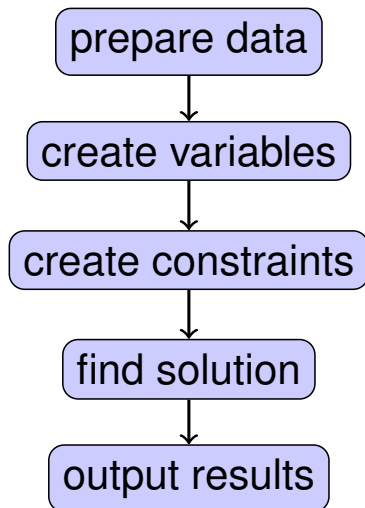 prepare data
create variables
create constraints
find solution
output results